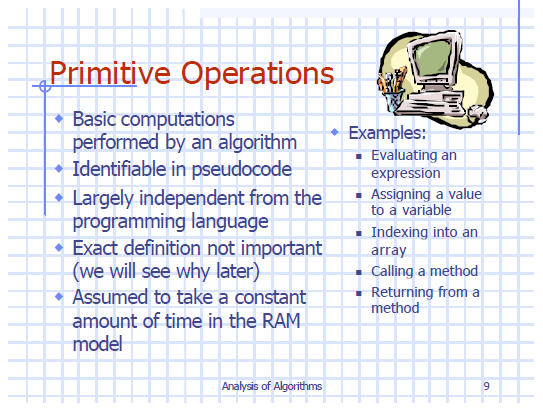 Primitive Operations
Basic computations
performed by an algorithm
Identifiable in pseudocode
Largely independent from the
programming language
Exact definition not important
(we will see why later)
Assumed to take a constant
amount of time in the RAM
model
Examples:
Evaluating an
expression
Assigning a value
to a variable
Indexing into an
array
Calling a method
Returning from a
method
Analysis of Algorithms
9